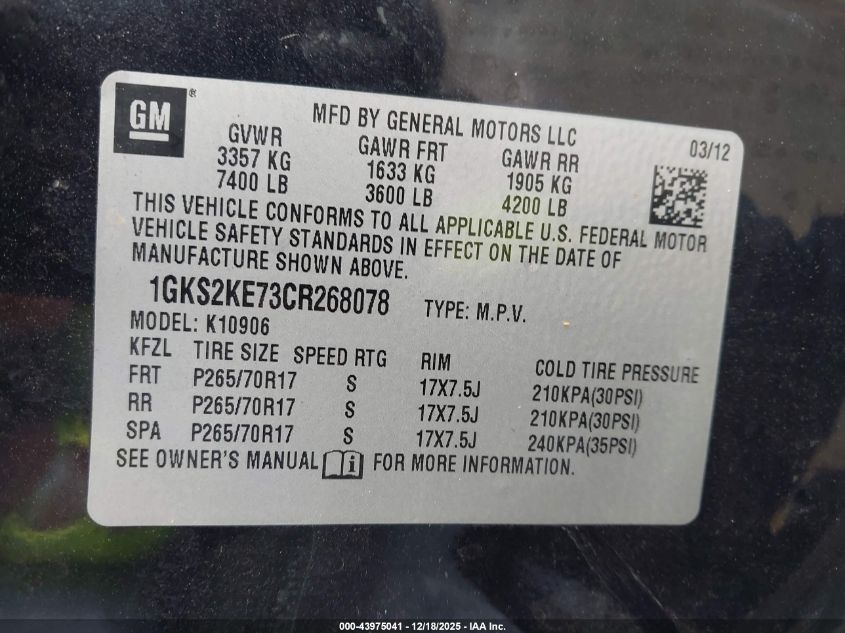 GM ®
MFD BY GENERAL MOTORS LLC
03/12
GVWR GAWR FRT GAWR RR
3357 KG 1633 KG 1905 KG
7400 LB 3600 LB 4200 LB
THIS VEHICLE CONFORMS TO ALL APPLICABLE U.S. FEDERAL MOTOR
VEHICLE SAFETY STANDARDS IN EFFECT ON THE DATE OF
MANUFACTURE SHOWN ABOVE.
1GKS2KE73CR268078 TYPE: M.P.V.
MODEL: K10906
KFZL TIRE SIZE SPEED RTG RIM COLD TIRE PRESSURE
FRT P265/70R17 S 17X7.5J 210KPA(30PSI)
RR P265/70R17 S 17X7.5J 210KPA(30PSI)
SPA P265/70R17 S 17X7.5J 240KPA(35PSI)
SEE OWNER'S MANUAL i FOR MORE INFORMATION.
000-43975041 - 12/18/2025 - IAA Inc.